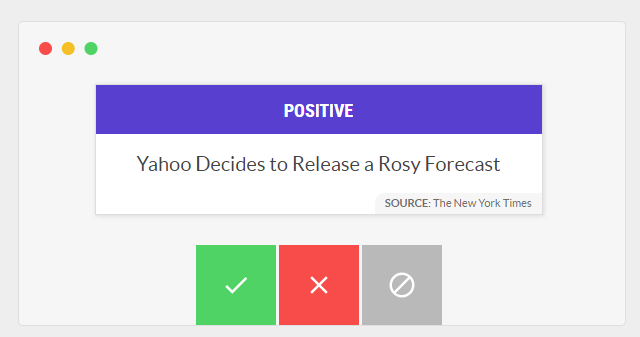 POSITIVE
Yahoo Decides to Release a Rosy Forecast
SOURCE: The New York Times